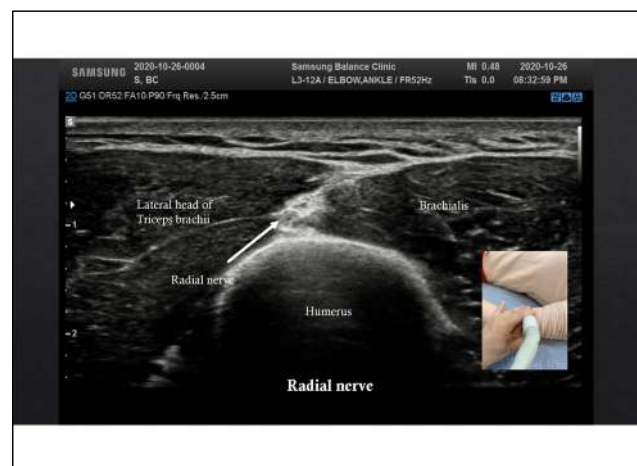 SAMSUNG
2020-10-26-0004
S, BC
Samsung Balance Clinic
L3-12A / ELBOW,ANKLE / FR52Hz
MI 0.48
TIs 0.0
2020-10-26
08:32:59 PM
2D G51/DR52/FA10/P90/Frq Res./2.5cm
S
Lateral head of
Triceps brachii
Brachialis
1
Radial nerve
Humerus
2
Radial nerve